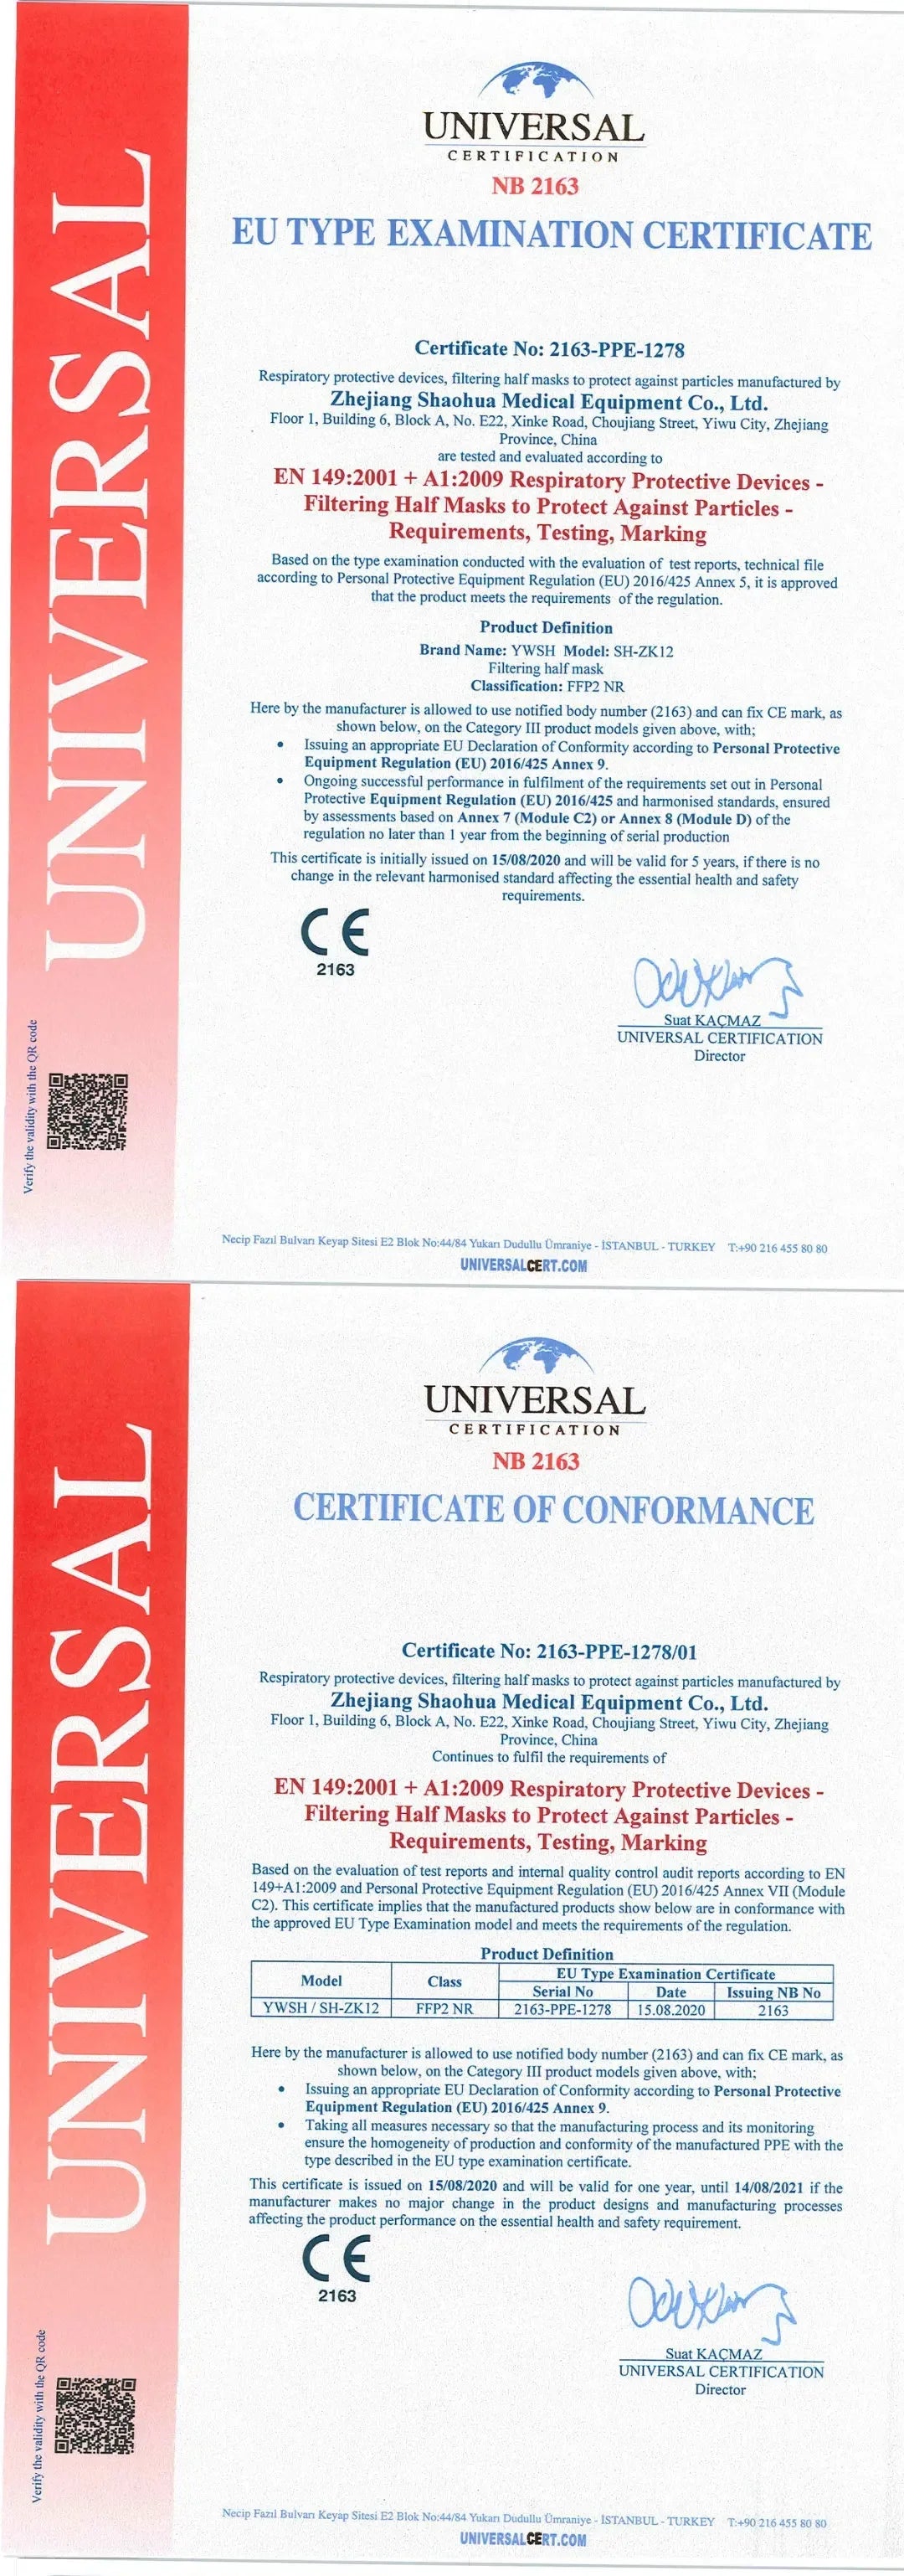 UNIVERSAL
Verify the validity with the QR code
UNIVERSAL
CERTIFICATION
NB 2163
EU TYPE EXAMINATION CERTIFICATE
Certificate No: 2163-PPE-1278
Respiratory protective devices, filtering half masks to protect against particles manufactured by
Zhejiang Shaohua Medical Equipment Co., Ltd.
Floor 1, Building 6, Block A, No. E22, Xinke Road, Choujiang Street, Yiwu City, Zhejiang
Province, China
are tested and evaluated according to
EN 149:2001 + A1:2009 Respiratory Protective Devices -
Filtering Half Masks to Protect Against Particles -
Requirements, Testing, Marking
Based on the type examination conducted with the evaluation of test reports, technical file
according to Personal Protective Equipment Regulation (EU) 2016/425 Annex 5, it is approved
that the product meets the requirements of the regulation.
Product Definition
Brand Name: YWSH Model: SH-ZK12
Filtering half mask
Classification: FFP2 NR
Here by the manufacturer is allowed to use notified body number (2163) and can fix CE mark, as
shown below, on the Category III product models given above, with;
• Issuing an appropriate EU Declaration of Conformity according to Personal Protective
Equipment Regulation (EU) 2016/425 Annex 9.
• Ongoing successful performance in fulfilment of the requirements set out in Personal
Protective Equipment Regulation (EU) 2016/425 and harmonised standards, ensured
by assessments based on Annex 7 (Module C2) or Annex 8 (Module D) of the
regulation no later than 1 year from the beginning of serial production
This certificate is initially issued on 15/08/2020 and will be valid for 5 years, if there is no
change in the relevant harmonised standard affecting the essential health and safety
requirements.
CE
2163
Suat KAÇMAZ
UNIVERSAL CERTIFICATION
Director
Necip Fazıl Bulvarı Keyap Sitesi E2 Blok No:44/84 Yukarı Dudullu Ümraniye - İSTANBUL - TURKEY T:+90 216 455 80 80
UNIVERSALCERT.COM
UNIVERSAL
Verify the validity with the QR code
UNIVERSAL
CERTIFICATION
NB 2163
CERTIFICATE OF CONFORMANCE
Certificate No: 2163-PPE-1278/01
Respiratory protective devices, filtering half masks to protect against particles manufactured by
Zhejiang Shaohua Medical Equipment Co., Ltd.
Floor 1, Building 6, Block A, No. E22, Xinke Road, Choujiang Street, Yiwu City, Zhejiang
Province, China
Continues to fulfil the requirements of
EN 149:2001 + A1:2009 Respiratory Protective Devices -
Filtering Half Masks to Protect Against Particles -
Requirements, Testing, Marking
Based on the evaluation of test reports and internal quality control audit reports according to EN
149+A1:2009 and Personal Protective Equipment Regulation (EU) 2016/425 Annex VII (Module
C2). This certificate implies that the manufactured products show below are in conformance with
the approved EU Type Examination model and meets the requirements of the regulation.
Product Definition
Model Class EU Type Examination Certificate
Serial No Date Issuing NB No
YWSH / SH-ZK12 FFP2 NR 2163-PPE-1278 15.08.2020 2163
Here by the manufacturer is allowed to use notified body number (2163) and can fix CE mark, as
shown below, on the Category III product models given above, with;
• Issuing an appropriate EU Declaration of Conformity according to Personal Protective
Equipment Regulation (EU) 2016/425 Annex 9.
• Taking all measures necessary so that the manufacturing process and its monitoring
ensure the homogeneity of production and conformity of the manufactured PPE with the
type described in the EU type examination certificate.
This certificate is issued on 15/08/2020 and will be valid for one year, until 14/08/2021 if the
manufacturer makes no major change in the product designs and manufacturing processes
affecting the product performance on the essential health and safety requirement.
CE
2163
Suat KAÇMAZ
UNIVERSAL CERTIFICATION
Director
Necip Fazıl Bulvarı Keyap Sitesi E2 Blok No:44/84 Yukarı Dudullu Ümraniye - İSTANBUL - TURKEY T:+90 216 455 80 80
UNIVERSALCERT.COM